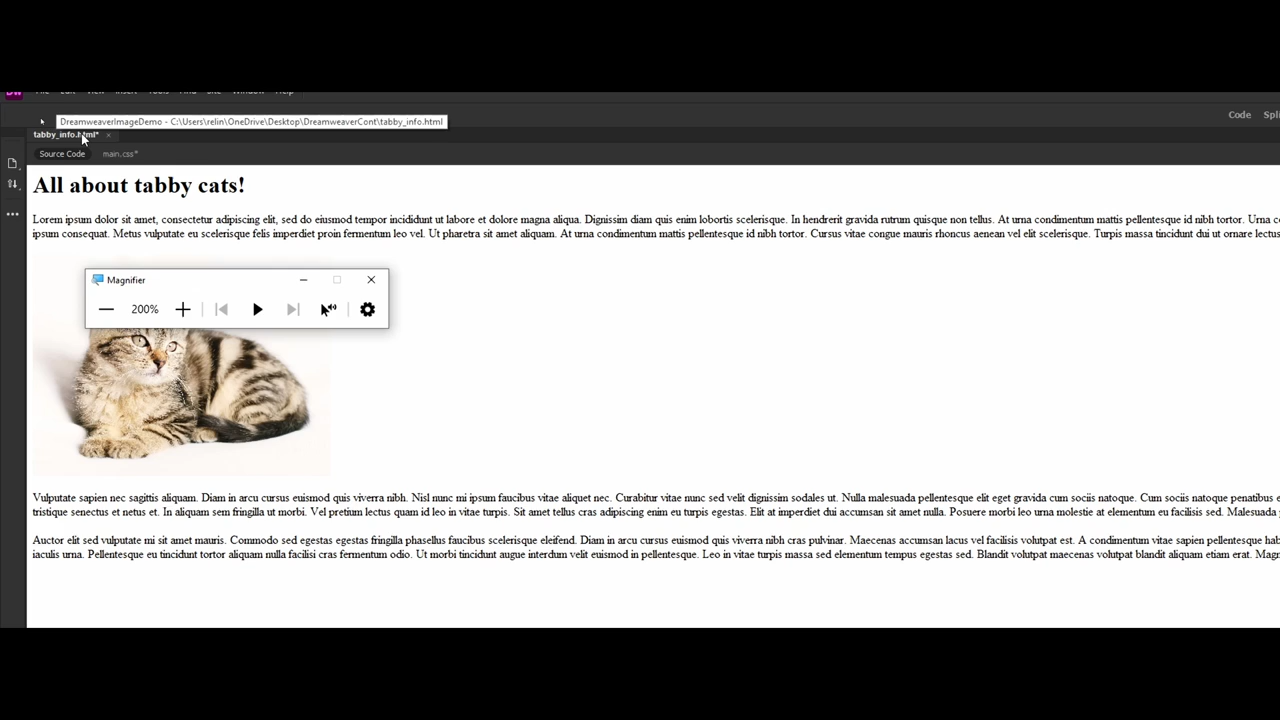 Dw File Edit View Insert Tools Find Site Window Help
DreamweaverImageDemo - C:\Users\relin\OneDrive\Desktop\DreamweaverCont\tabby_info.html
Code Spli
tabby_info.html* ×
Source Code main.css*
All about tabby cats!
Lorem ipsum dolor sit amet, consectetur adipiscing elit, sed do eiusmod tempor incididunt ut labore et dolore magna aliqua. Dignissim diam quis enim lobortis scelerisque. In hendrerit gravida rutrum quisque non tellus. At urna condimentum mattis pellentesque id nibh tortor. Urna co
ipsum consequat. Metus vulputate eu scelerisque felis imperdiet proin fermentum leo vel. Ut pharetra sit amet aliquam. At urna condimentum mattis pellentesque id nibh tortor. Cursus vitae congue mauris rhoncus aenean vel elit scelerisque. Turpis massa tincidunt dui ut ornare lectus
Magnifier
200%
Vulputate sapien nec sagittis aliquam. Diam in arcu cursus euismod quis viverra nibh. Nisl nunc mi ipsum faucibus vitae aliquet nec. Curabitur vitae nunc sed velit dignissim sodales ut. Nulla malesuada pellentesque elit eget gravida cum sociis natoque. Cum sociis natoque penatibus e
tristique senectus et netus et. In aliquam sem fringilla ut morbi. Vel pretium lectus quam id leo in vitae turpis. Sit amet tellus cras adipiscing enim eu turpis egestas. Elit at imperdiet dui accumsan sit amet nulla. Posuere morbi leo urna molestie at elementum eu facilisis sed. Malesuada
Auctor elit sed vulputate mi sit amet mauris. Commodo sed egestas egestas fringilla phasellus faucibus scelerisque eleifend. Diam in arcu cursus euismod quis viverra nibh cras pulvinar. Maecenas accumsan lacus vel facilisis volutpat est. A condimentum vitae sapien pellentesque hab
iaculis urna. Pellentesque eu tincidunt tortor aliquam nulla facilisi cras fermentum odio. Ut morbi tincidunt augue interdum velit euismod in pellentesque. Leo in vitae turpis massa sed elementum tempus egestas sed. Blandit volutpat maecenas volutpat blandit aliquam etiam erat. Magn